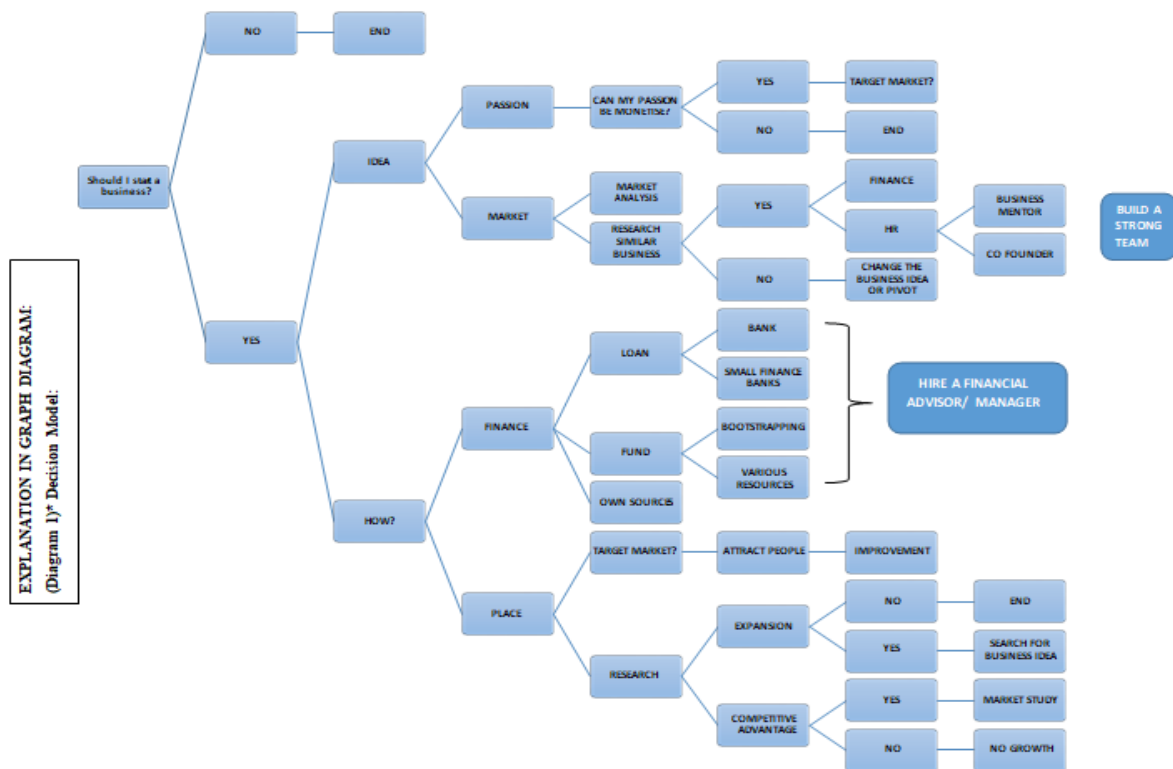 EXPLANATION IN GRAPH DIAGRAM:
(Diagram 1)* Decision Model:
Should I stat a
business?
NO
END
YES
IDEA
PASSION
CAN MY PASSION
BE MONETISE?
YES
TARGET MARKET?
NO
END
MARKET
MARKET
ANALYSIS
RESEARCH
SIMILAR
BUSINESS
YES
FINANCE
HR
BUSINESS
MENTOR
CO FOUNDER
BUILD A
STRONG
TEAM
NO
CHANGE THE
BUSINESS IDEA
OR PIVOT
HOW?
FINANCE
LOAN
BANK
SMALL FINANCE
BANKS
FUND
BOOTSTRAPPING
VARIOUS
RESOURCES
OWN SOURCES
HIRE A FINANCIAL
ADVISOR/ MANAGER
PLACE
TARGET MARKET?
ATTRACT PEOPLE
IMPROVEMENT
RESEARCH
EXPANSION
NO
END
YES
SEARCH FOR
BUSINESS IDEA
COMPETITIVE
ADVANTAGE
YES
MARKET STUDY
NO
NO GROWTH